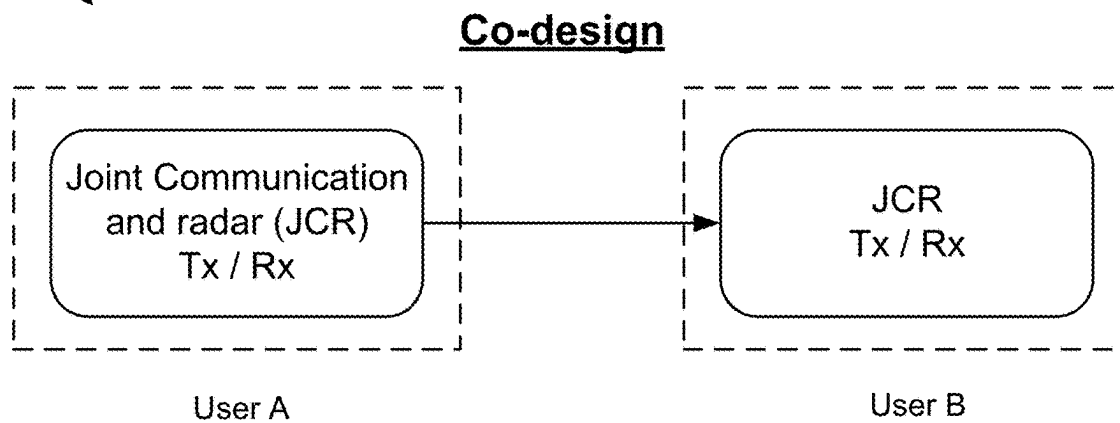 Co-design
Joint Communication
and radar (JCR)
Tx / Rx
JCR
Tx / Rx
User A
User B